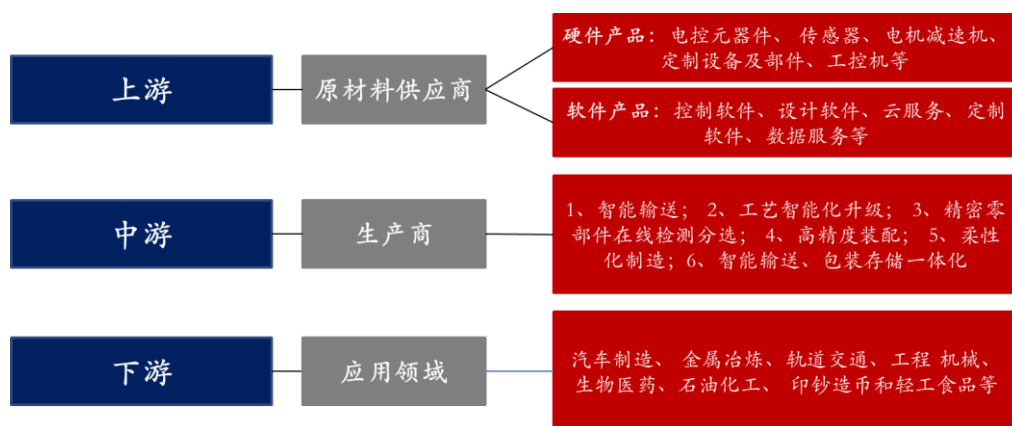 上游
原材料供应商
硬件产品：电控元器件、传感器、电机减速机、
定制设备及部件、工控机等
软件产品：控制软件、设计软件、云服务、定制
软件、数据服务等
中游
生产商
1、智能输送；2、工艺智能化升级；3、精密零
部件在线检测分选；4、高精度装配；5、柔性
化制造；6、智能输送、包装存储一体化
下游
应用领域
汽车制造、金属冶炼、轨道交通、工程 机械、
生物医药、石油化工、 印钞造币和轻工食品等